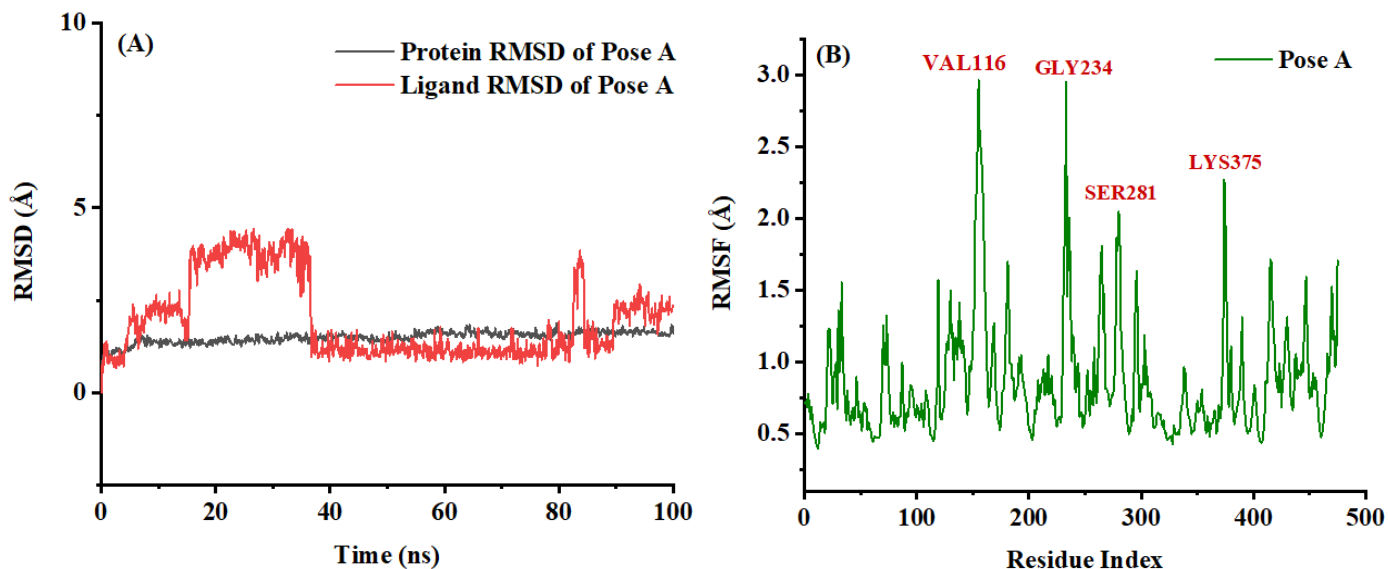 (A)
Protein RMSD of Pose A
Ligand RMSD of Pose A
RMSD (Å)
10
5
0
0 20 40 60 80 100
Time (ns)
(B)
Pose A
VAL116
GLY234
SER281
LYS375
RMSF (Å)
3.0
2.5
2.0
1.5
1.0
0.5
0 100 200 300 400 500
Residue Index